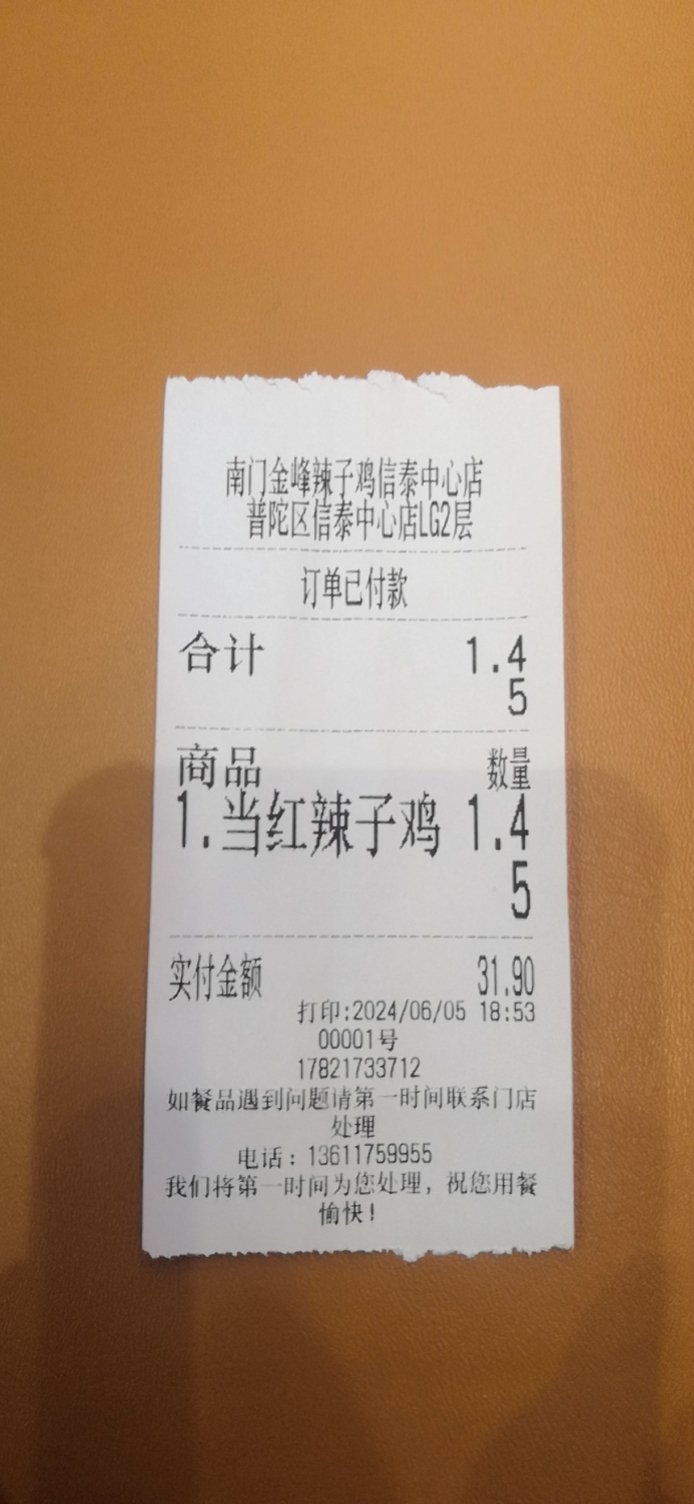 南门金峰辣子鸡信泰中心店
普陀区信泰中心店LG2层
订单已付款
合计 1.4
5
商品 数量
1.当红辣子鸡 1.4
5
实付金额 31.90
打印:2024/06/05 18:53
00001号
17821733712
如餐品遇到问题请第一时间联系门店
处理
电话：13611759955
我们将第一时间为您处理，祝您用餐
愉快！